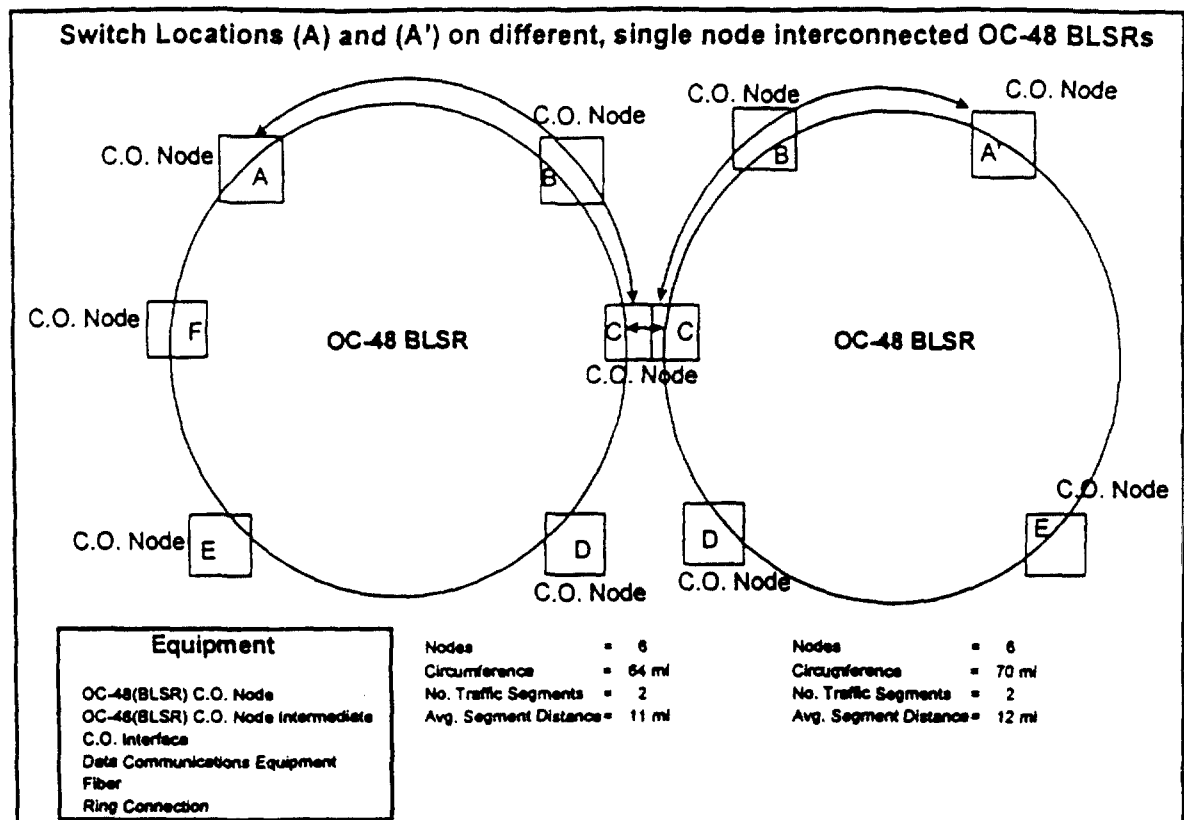 Switch Locations (A) and (A') on different, single node interconnected OC-48 BLSRs
C.O. Node
A
C.O. Node
B
C.O. Node
B
C.O. Node
A'
C.O. Node
F
OC-48 BLSR
C
C
C.O. Node
OC-48 BLSR
C.O. Node
E
D
C.O. Node
D
C.O. Node
C.O. Node
E
Equipment
OC-48(BLSR) C.O. Node
OC-48(BLSR) C.O. Node Intermediate
C.O. Interface
Data Communications Equipment
Fiber
Ring Connection
Nodes = 6
Circumference = 64 mi
No. Traffic Segments = 2
Avg. Segment Distance = 11 mi
Nodes = 6
Circumference = 70 mi
No. Traffic Segments = 2
Avg. Segment Distance = 12 mi